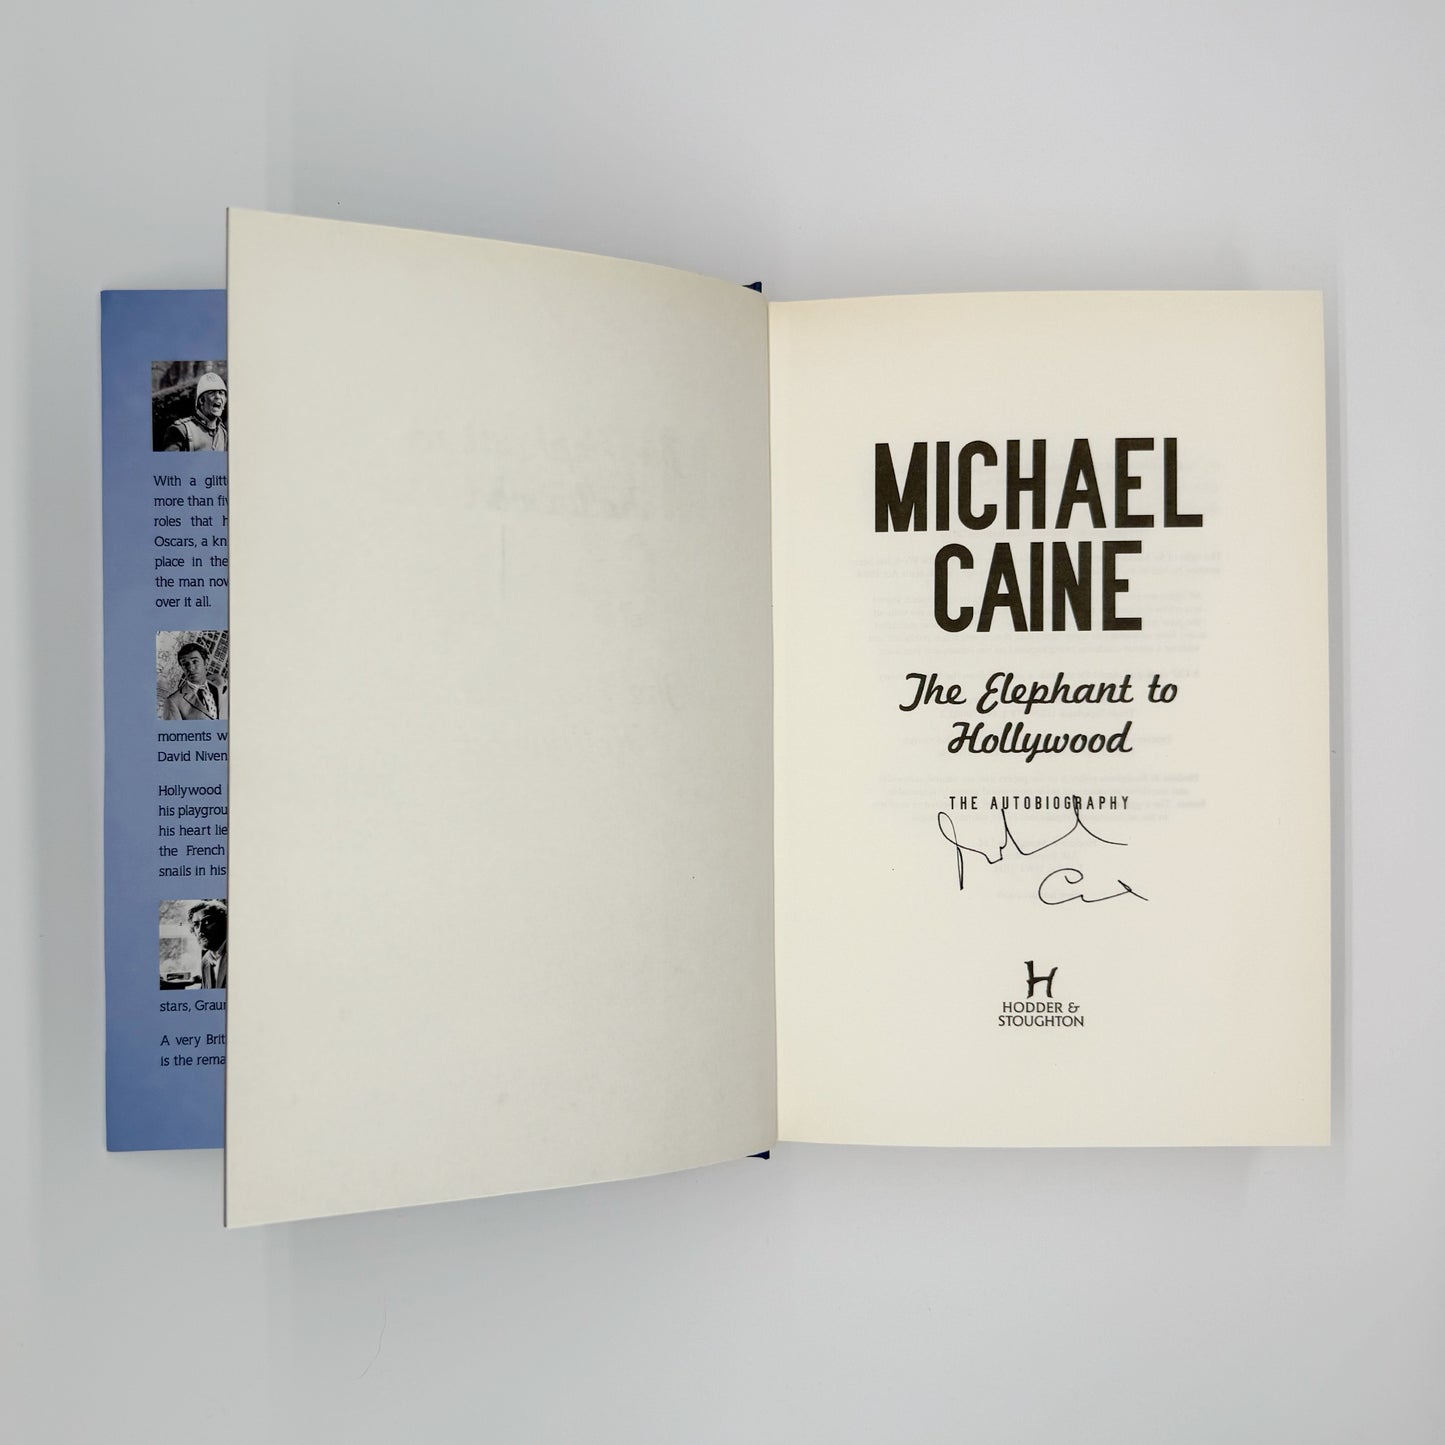 With a glitt
more than fiv
roles that h
Oscars, a kn
place in the
the man nov
over it all.
moments w
David Niven
Hollywood
his playgrou
his heart lie
the French
snails in his
stars, Graur
A very Brit
is the rema
MICHAEL
CAINE
The Elephant to
Hollywood
THE AUTOBIOGRAPHY
HODDER &
STOUGHTON